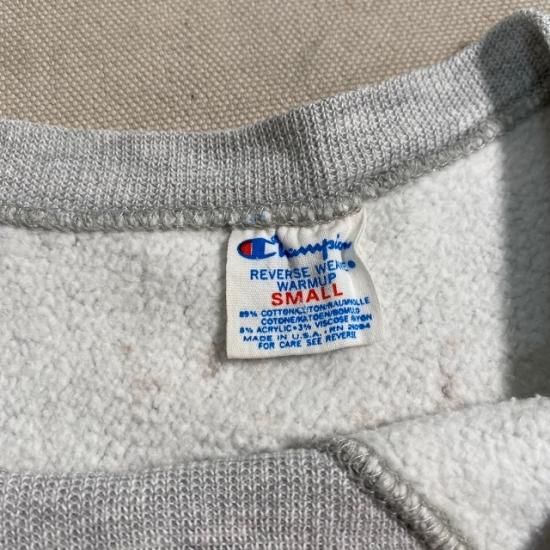 Champion
REVERSE WEAVE®
WARMUP
SMALL
89% COTTON/COTON/BAUMWOLLE
COTONE/KATOEN/BOMULD
8% ACRYLIC • 3% VISCOSE RAYON
MADE IN U.S.A. RN 26094
FOR CARE SEE REVERSE